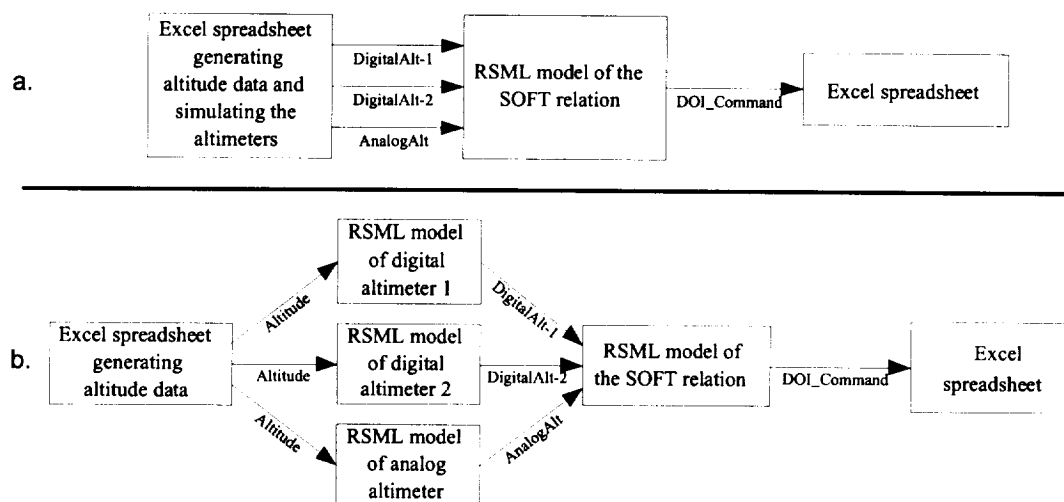 a.
Excel spreadsheet
generating
altitude data and
simulating the
altimeters
DigitalAlt-1
DigitalAlt-2
AnalogAlt
RSML model of the
SOFT relation
DOI_Command
Excel spreadsheet
b.
Excel spreadsheet
generating
altitude data
Altitude
Altitude
Altitude
RSML model
of digital
altimeter 1
RSML model
of digital
altimeter 2
RSML model
of analog
altimeter
DigitalAlt-1
DigitalAlt-2
AnalogAlt
RSML model of
the SOFT relation
DOI_Command
Excel
spreadsheet